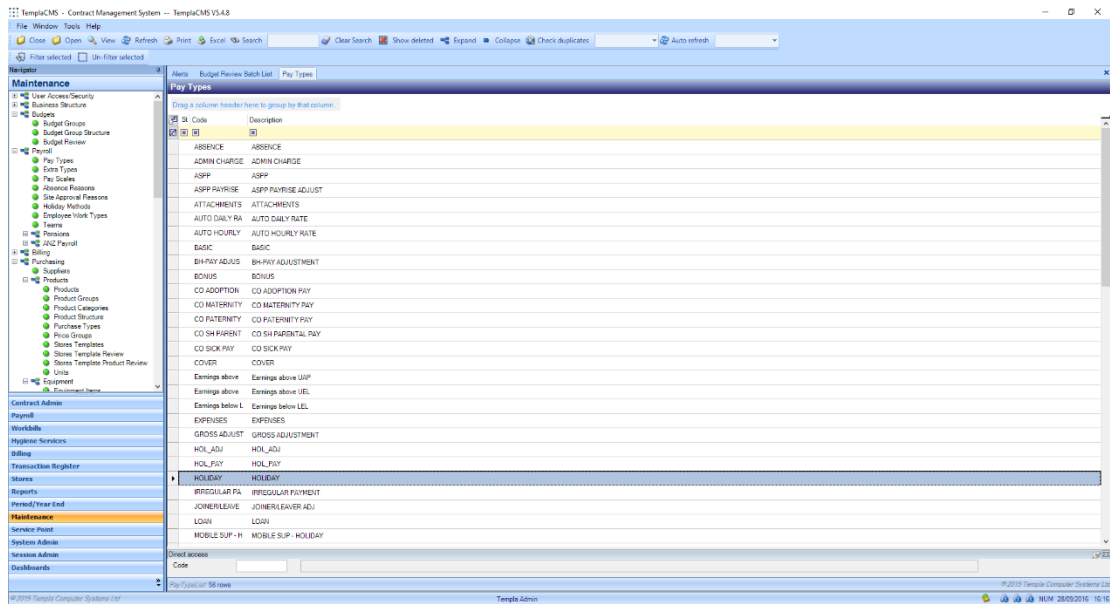 TemplaCMS - Contract Management System -- TemplaCMS V5.4.8
File Window Tools Help
Close Open View Refresh Print Excel Search Clear Search Show deleted Expand Collapse Check duplicates Auto refresh
Filter selected Un-filter selected
Navigator
Maintenance
User Access/Security
Business Structure
Budgets
Budget Groups
Budget Group Structure
Budget Review
Payroll
Pay Types
Extra Types
Pay Scales
Absence Reasons
Site Approval Reasons
Holiday Methods
Employee Work Types
Teams
Pensions
ANZ Payroll
Billing
Purchasing
Suppliers
Products
Products
Product Groups
Product Categories
Product Structure
Purchase Types
Price Groups
Stores Templates
Stores Template Review
Stores Template Product Review
Units
Equipment
Equipment Items
Contract Admin
Payroll
Workbills
Hygiene Services
Billing
Transaction Register
Stores
Reports
Period/Year End
Maintenance
Service Point
System Admin
Session Admin
Dashboards
Alerts Budget Review Batch List Pay Types
Pay Types
Drag a column header here to group by that column.
St Code Description
ABSENCE ABSENCE
ADMIN CHARGE ADMIN CHARGE
ASPP ASPP
ASPP PAYRISE ASPP PAYRISE ADJUST
ATTACHMENTS ATTACHMENTS
AUTO DAILY RA AUTO DAILY RATE
AUTO HOURLY AUTO HOURLY RATE
BASIC BASIC
BH-PAY ADJUS BH-PAY ADJUSTMENT
BONUS BONUS
CO ADOPTION CO ADOPTION PAY
CO MATERNITY CO MATERNITY PAY
CO PATERNITY CO PATERNITY PAY
CO SH PARENT CO SH PARENTAL PAY
CO SICK PAY CO SICK PAY
COVER COVER
Earnings above Earnings above UAP
Earnings above Earnings above UEL
Earnings below L Earnings below LEL
EXPENSES EXPENSES
GROSS ADJUST GROSS ADJUSTMENT
HOL_ADJ HOL_ADJ
HOL_PAY HOL_PAY
HOLIDAY HOLIDAY
IRREGULAR PA IRREGULAR PAYMENT
JOINER/LEAVE JOINER/LEAVER ADJ
LOAN LOAN
MOBILE SUP - H MOBILE SUP - HOLIDAY
Direct access
Code
PayTypeList: 58 rows © 2015 Templa Computer Systems Ltd
© 2015 Templa Computer Systems Ltd Templa Admin NUM 28/09/2016 16:16